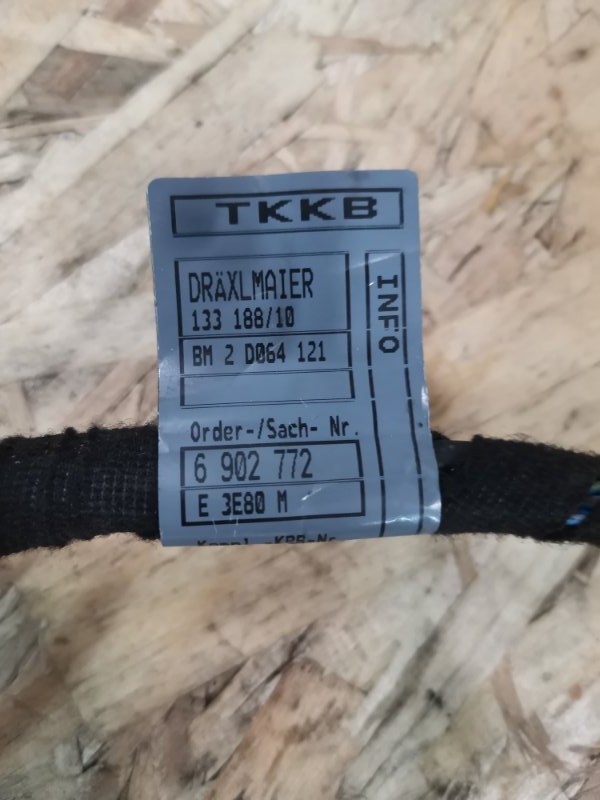 TKKB
DRÄXLMAIER
133 188/10
BM 2 D064 121
INFO
Order-/Sach- Nr.
6 902 772
E 3E80 M